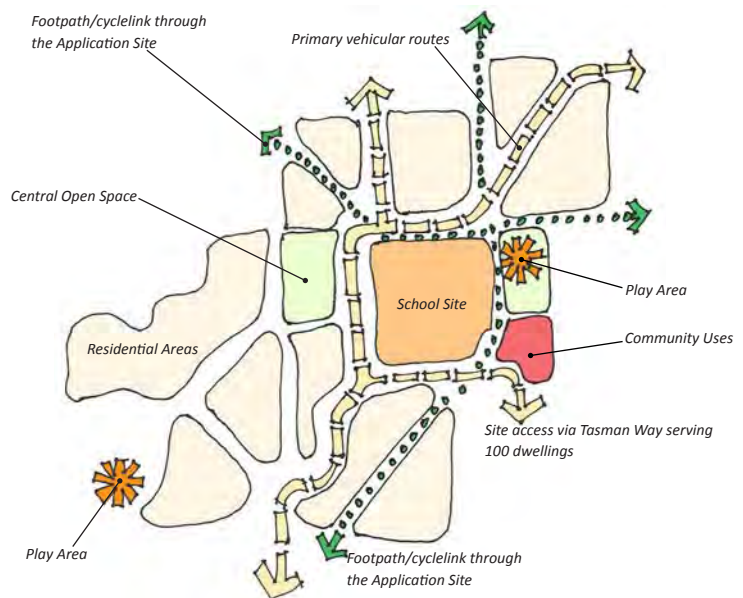 Footpath/cyclelink through
the Application Site
Primary vehicular routes
Central Open Space
School Site
Play Area
Residential Areas
Community Uses
Site access via Tasman Way serving
100 dwellings
Play Area
Footpath/cyclelink through
the Application Site